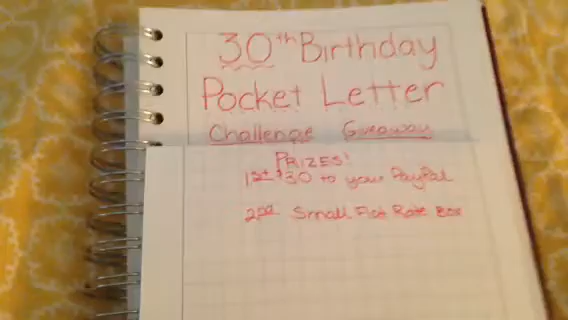 30th Birthday
Pocket Letter
Challenge Giveaway
PRIZES:
1st $30 to your PayPal
2nd Small Flat Rate Box